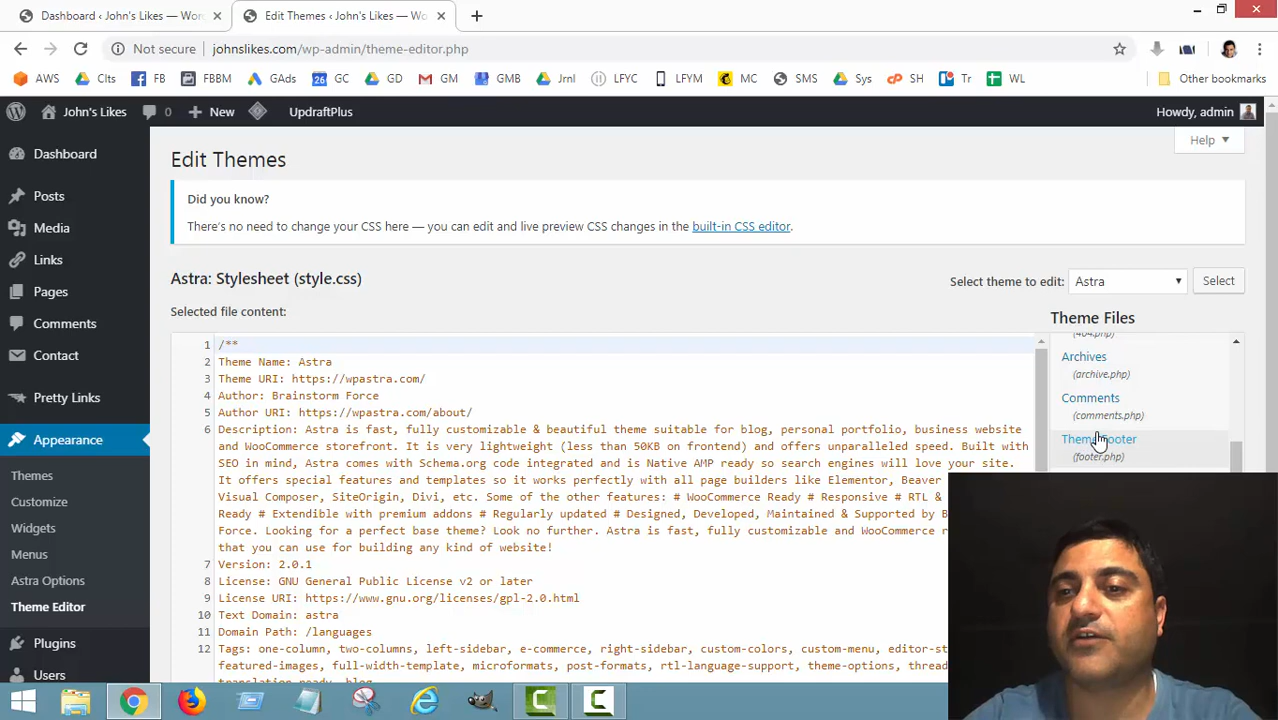 Dashboard ‹ John's Likes — Wor
Edit Themes ‹ John's Likes — Wo
Not secure
johnslikes.com/wp-admin/theme-editor.php
AWS
Clts
FB
FBBM
GAds
26
GC
GD
GM
GMB
Jrnl
LFYC
LFYM
MC
SMS
Sys
cP
SH
Tr
WL
Other bookmarks
John's Likes
0
New
UpdraftPlus
Howdy, admin
Dashboard
Posts
Media
Links
Pages
Comments
Contact
Pretty Links
Appearance
Themes
Customize
Widgets
Menus
Astra Options
Theme Editor
Plugins
Users
Help
Edit Themes
Did you know?
There's no need to change your CSS here — you can edit and live preview CSS changes in the built-in CSS editor.
Astra: Stylesheet (style.css)
Select theme to edit:
Astra
Select
Selected file content:
1 /**
2 Theme Name: Astra
3 Theme URI: https://wpastra.com/
4 Author: Brainstorm Force
5 Author URI: https://wpastra.com/about/
6 Description: Astra is fast, fully customizable & beautiful theme suitable for blog, personal portfolio, business website
and WooCommerce storefront. It is very lightweight (less than 50KB on frontend) and offers unparalleled speed. Built with
SEO in mind, Astra comes with Schema.org code integrated and is Native AMP ready so search engines will love your site.
It offers special features and templates so it works perfectly with all page builders like Elementor, Beaver
Visual Composer, SiteOrigin, Divi, etc. Some of the other features: # WooCommerce Ready # Responsive # RTL &
Ready # Extendible with premium addons # Regularly updated # Designed, Developed, Maintained & Supported by B
Force. Looking for a perfect base theme? Look no further. Astra is fast, fully customizable and WooCommerce r
that you can use for building any kind of website!
7 Version: 2.0.1
8 License: GNU General Public License v2 or later
9 License URI: https://www.gnu.org/licenses/gpl-2.0.html
10 Text Domain: astra
11 Domain Path: /languages
12 Tags: one-column, two-columns, left-sidebar, e-commerce, right-sidebar, custom-colors, custom-menu, editor-st
featured-images, full-width-template, microformats, post-formats, rtl-language-support, theme-options, thread
translation-ready, blog
Theme Files
(404.php)
Archives
(archive.php)
Comments
(comments.php)
Theme Footer
(footer.php)